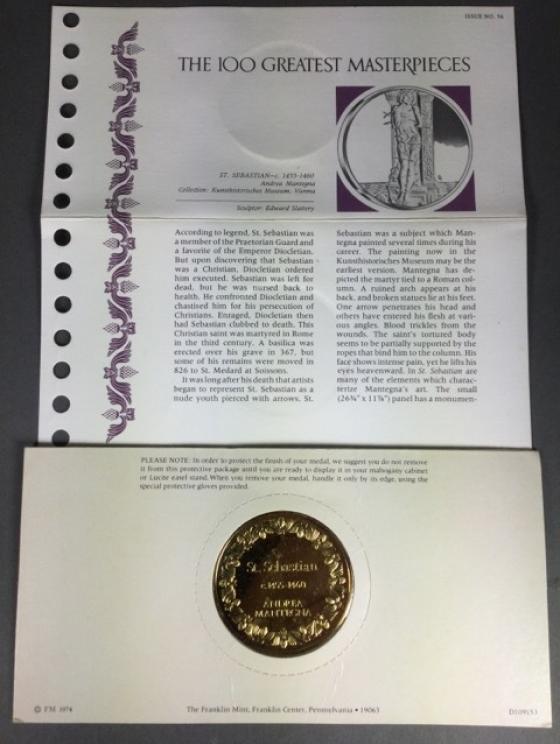 ISSUE NO. 56
THE 100 GREATEST MASTERPIECES
ST. SEBASTIAN—c. 1455-1460
Andrea Mantegna
Collection: Kunsthistorisches Museum, Vienna
Sculptor: Edward Slattery
According to legend, St. Sebastian was
a member of the Praetorian Guard and
a favorite of the Emperor Diocletian.
But upon discovering that Sebastian
was a Christian, Diocletian ordered
him executed. Sebastian was left for
dead, but he was nursed back to
health. He confronted Diocletian and
chastised him for his persecution of
Christians. Enraged, Diocletian then
had Sebastian clubbed to death. This
Christian saint was martyred in Rome
in the third century. A basilica was
erected over his grave in 367, but
some of his remains were moved in
826 to St. Medard at Soissons.
It was long after his death that artists
began to represent St. Sebastian as a
nude youth pierced with arrows. St.
Sebastian was a subject which Man-
tegna painted several times during his
career. The painting now in the
Kunsthistorisches Museum may be the
earliest version. Mantegna has de-
picted the martyr tied to a Roman col-
umn. A ruined arch appears at his
back, and broken statues lie at his feet.
One arrow penetrates his head and
others have entered his flesh at vari-
ous angles. Blood trickles from the
wounds. The saint's tortured body
seems to be partially supported by the
ropes that bind him to the column. His
face shows intense pain, yet he lifts his
eyes heavenward. In St. Sebastian are
many of the elements which charac-
terize Mantegna's art. The small
(26¾" x 11⅞") panel has a monumen-
PLEASE NOTE: In order to protect the finish of your medal, we suggest you do not remove
it from this protective package until you are ready to display it in your mahogany cabinet
or Lucite easel stand. When you remove your medal, handle it only by its edge, using the
special protective gloves provided.
St. Sebastian
c. 1455-1460
ANDREA
MANTEGNA
© FM 1974
The Franklin Mint, Franklin Center, Pennsylvania • 19063